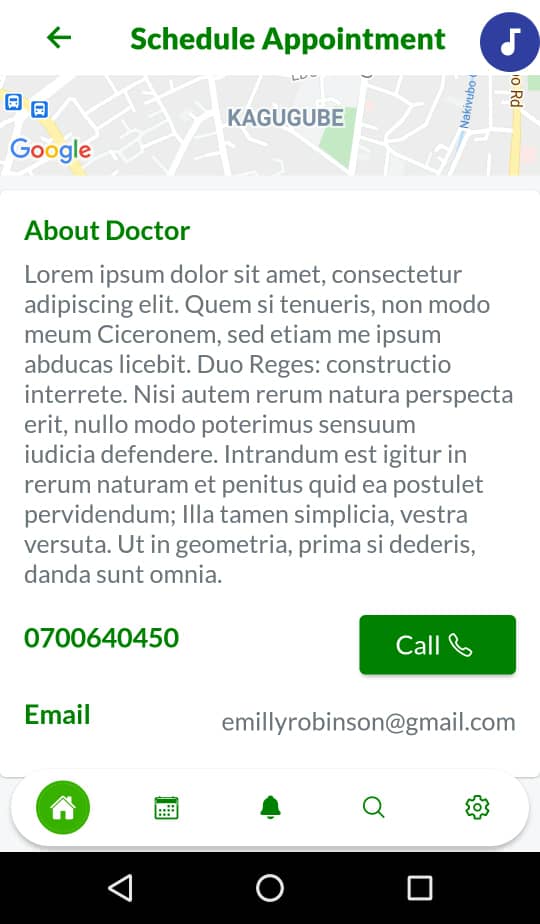 Schedule Appointment
KAGUGUBE
Nakivubo
o Rd
Google
About Doctor
Lorem ipsum dolor sit amet, consectetur
adipiscing elit. Quem si tenueris, non modo
meum Ciceronem, sed etiam me ipsum
abducas licebit. Duo Reges: constructio
interrete. Nisi autem rerum natura perspecta
erit, nullo modo poterimus sensuum
iudicia defendere. Intrandum est igitur in
rerum naturam et penitus quid ea postulet
pervidendum; Illa tamen simplicia, vestra
versuta. Ut in geometria, prima si dederis,
danda sunt omnia.
0700640450
Call
Email
emillyrobinson@gmail.com